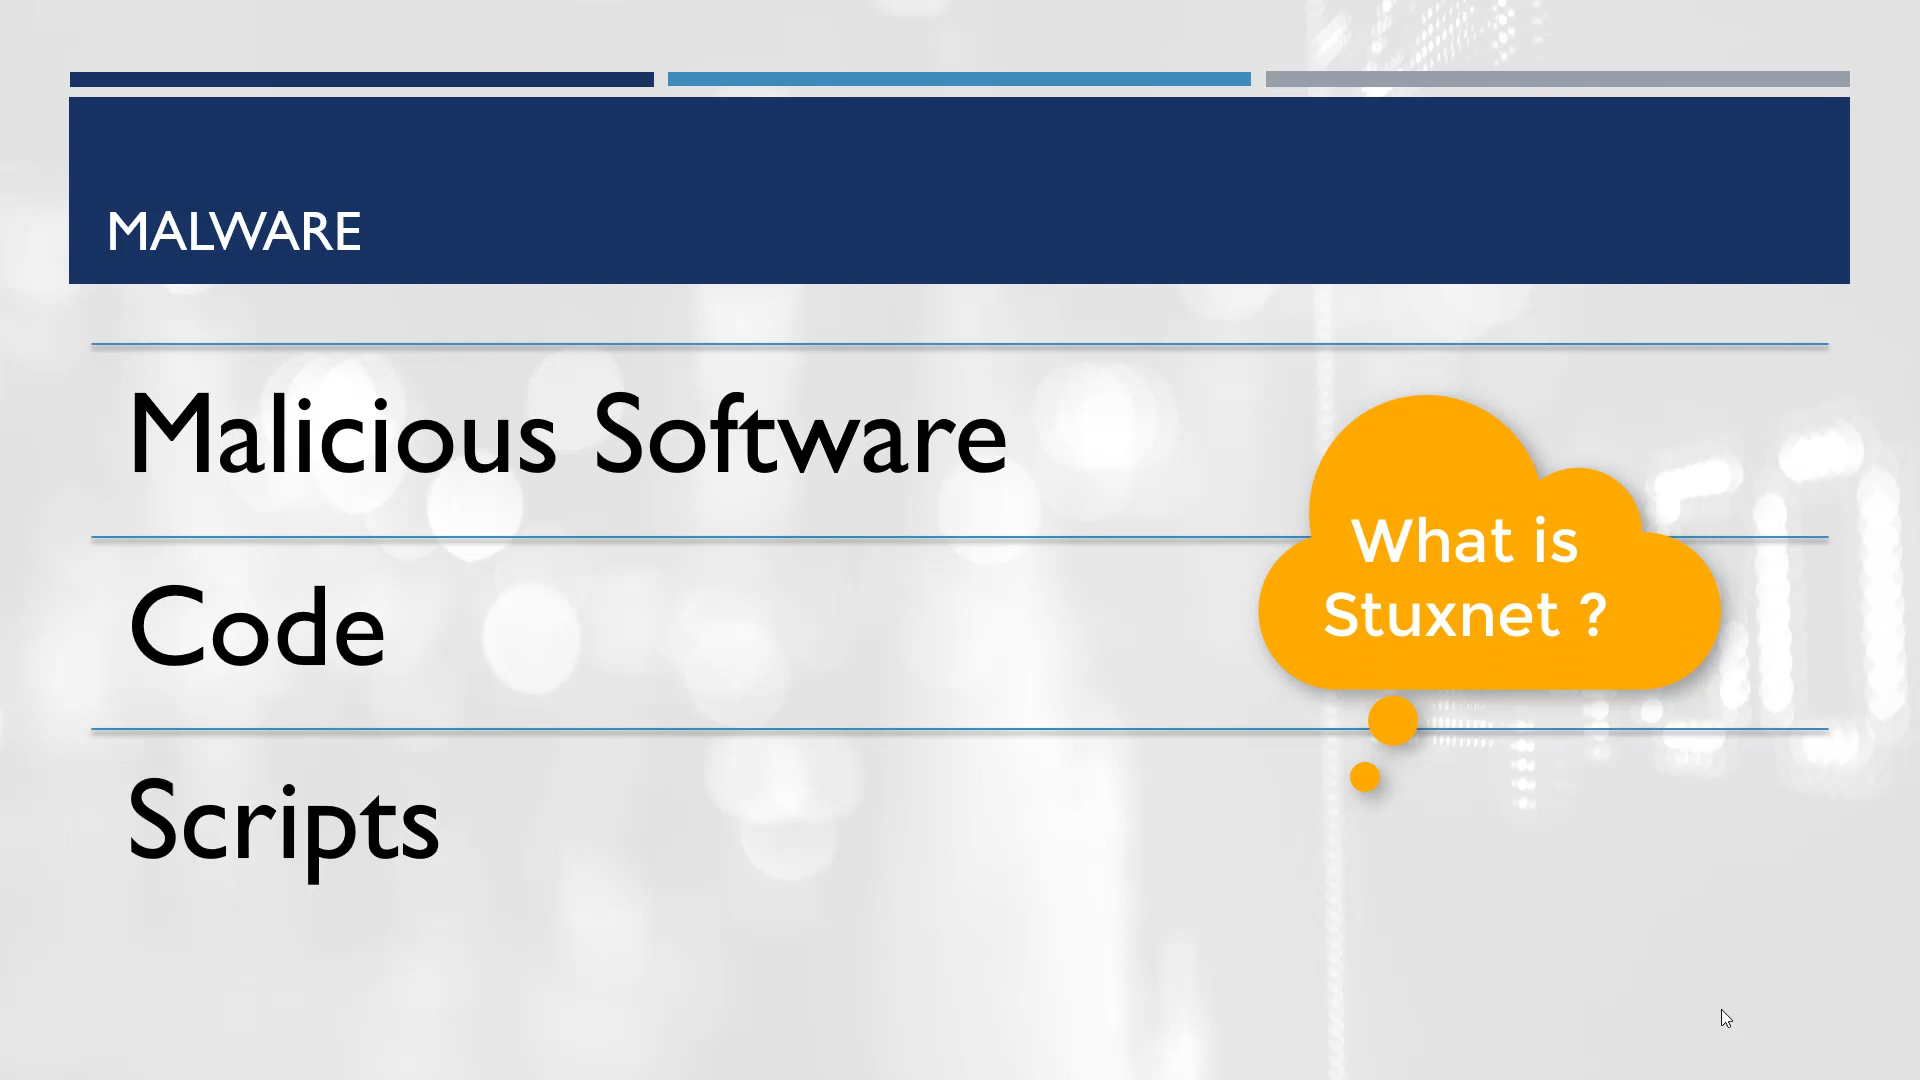 MALWARE
Malicious Software
What is
Stuxnet ?
Code
Scripts